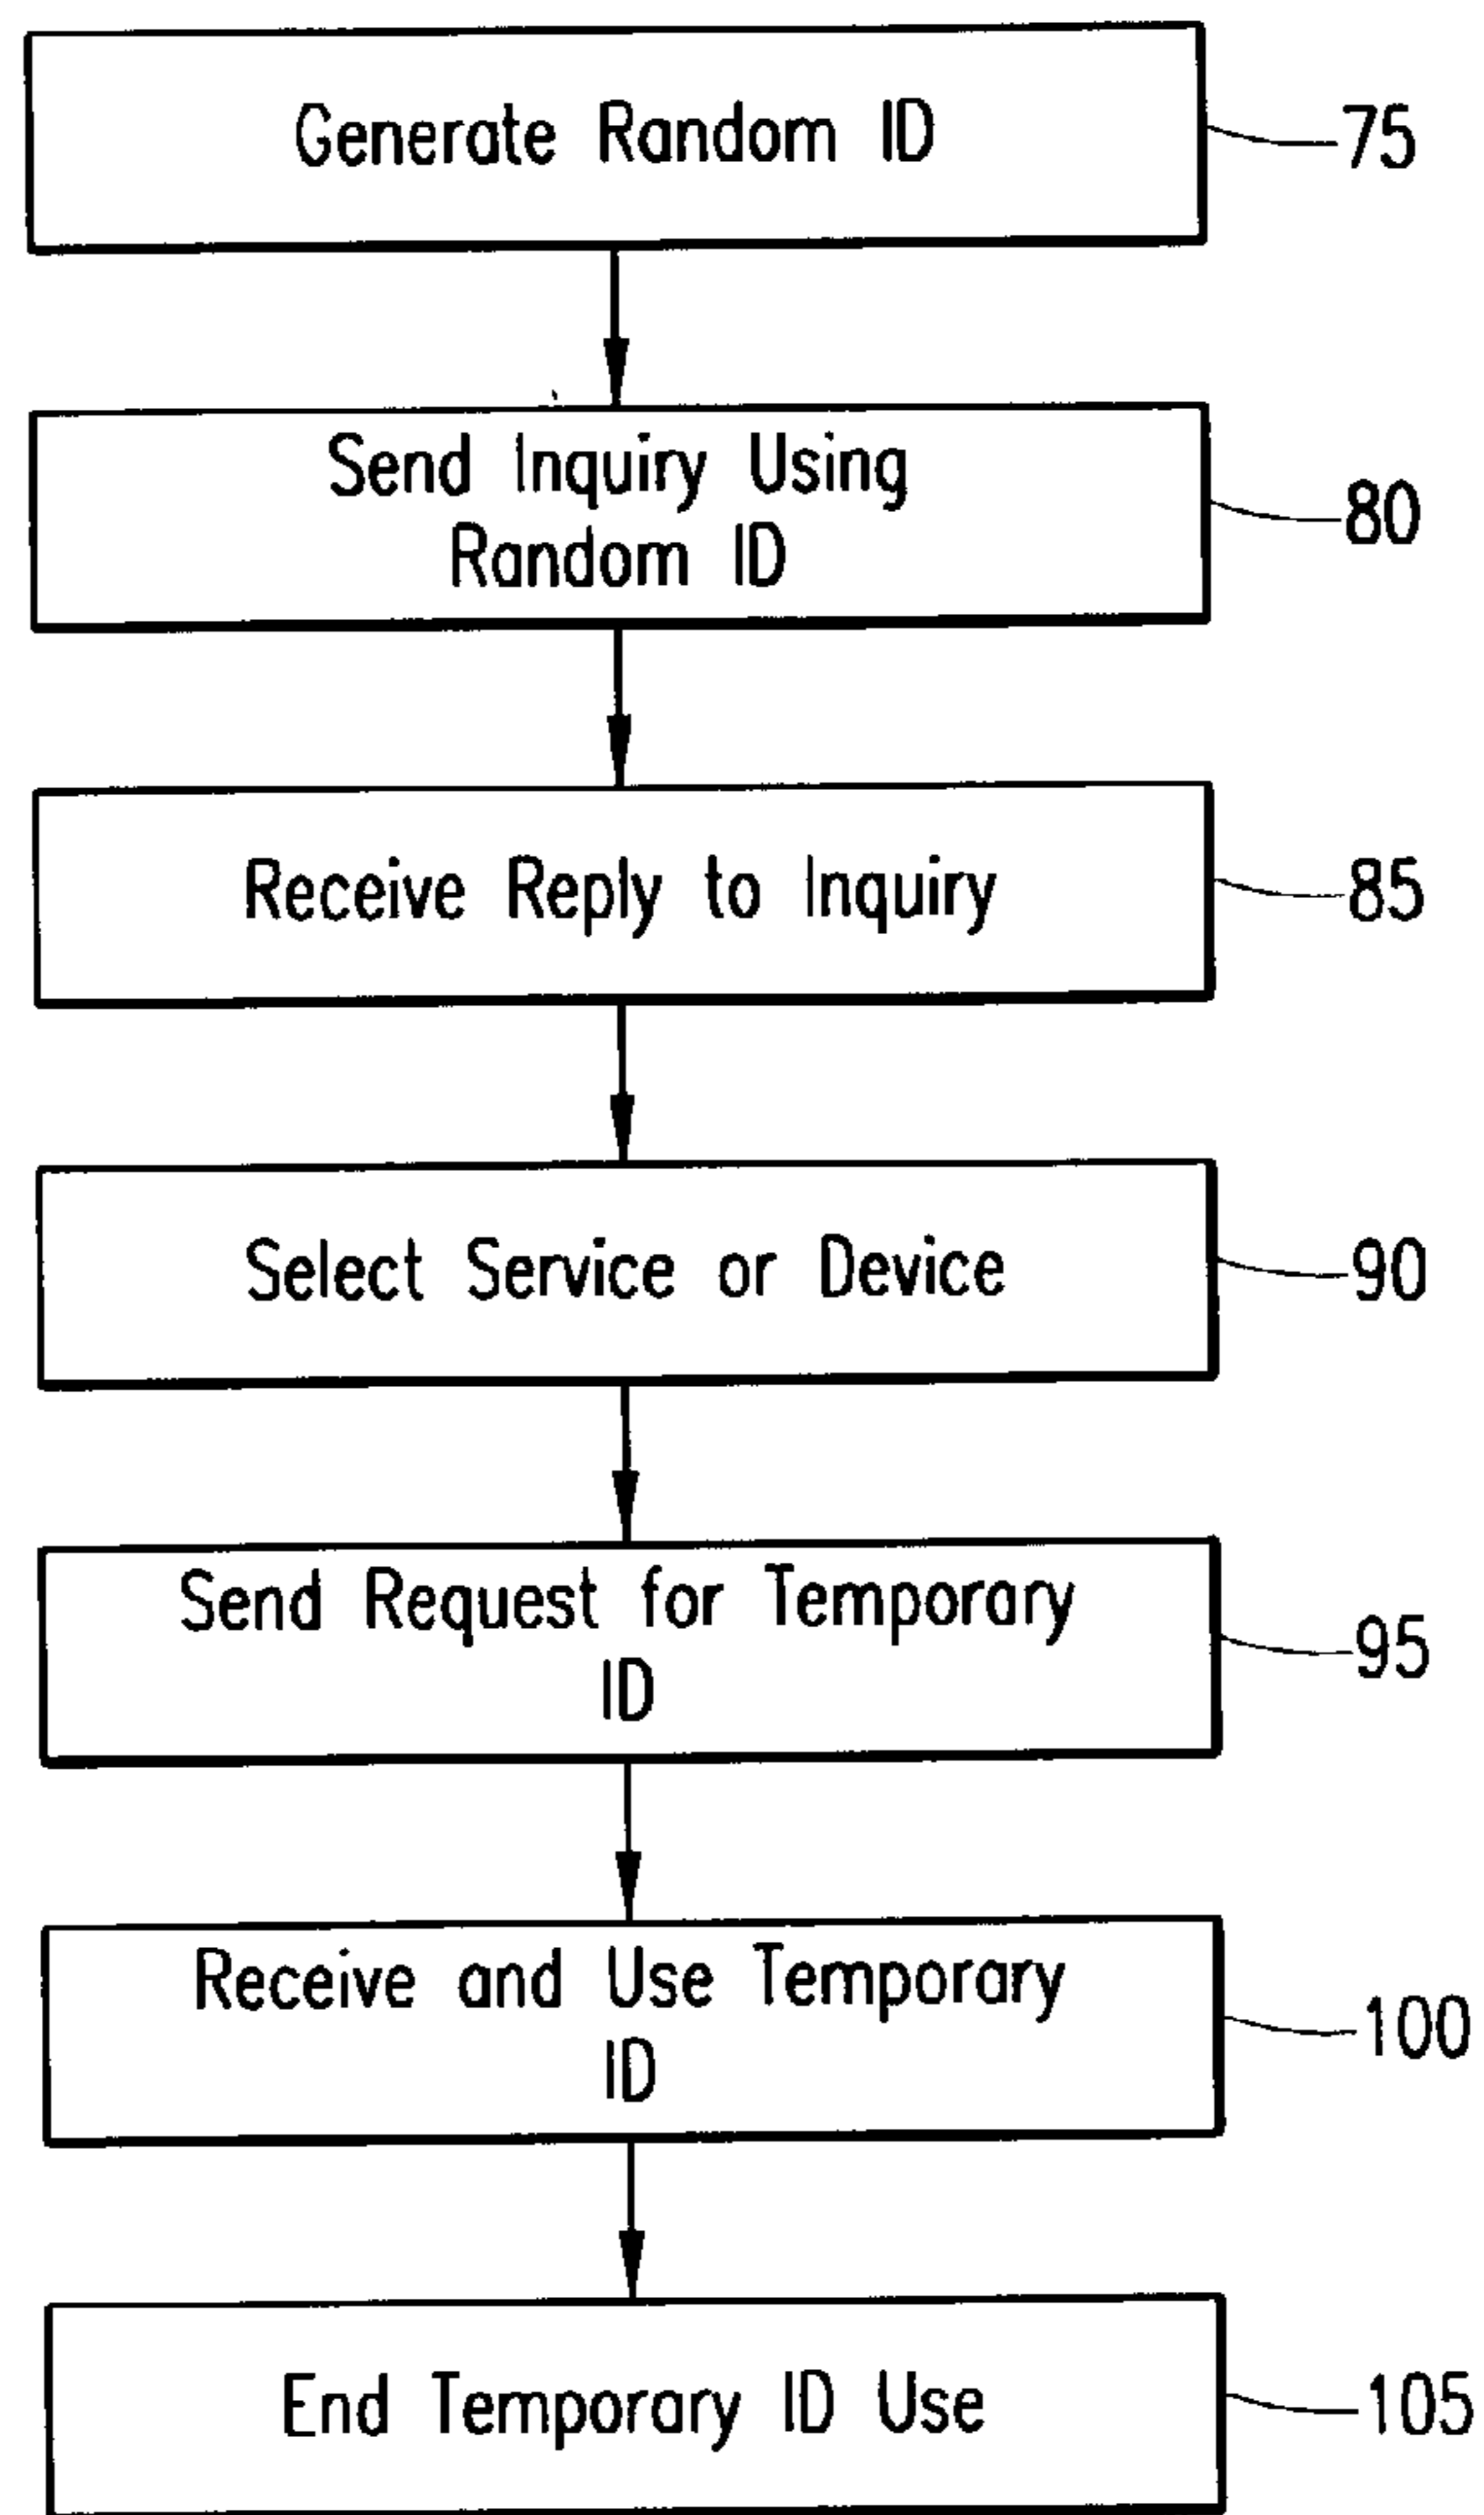 Generate Random ID
75
Send Inquiry Using
Random ID
80
Receive Reply to Inquiry
85
Select Service or Device
90
Send Request for Temporary
ID
95
Receive and Use Temporary
ID
100
End Temporary ID Use
105